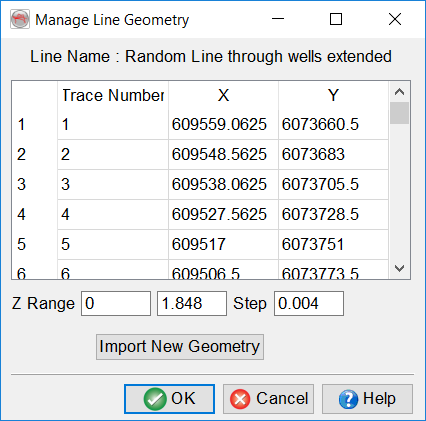 Manage Line Geometry
Line Name : Random Line through wells extended
Trace Number X Y
1 1 609559.0625 6073660.5
2 2 609548.5625 6073683
3 3 609538.0625 6073705.5
4 4 609527.5625 6073728.5
5 5 609517 6073751
6 6 609506.5 6073773.5
Z Range 0 1.848 Step 0.004
Import New Geometry
OK Cancel Help